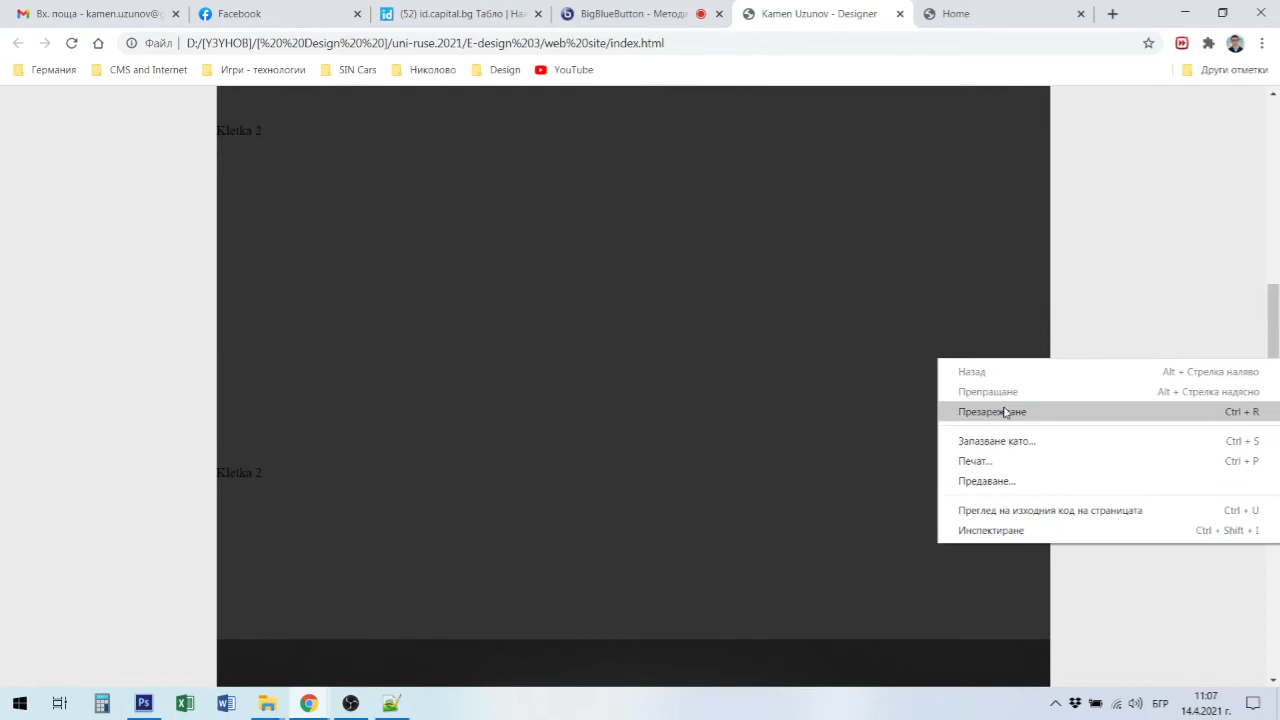 Вх. поща - kamen.uzunov@g
Facebook
(52) id.capital.bg Табло | На
BigBlueButton - Методи
Kamen Uzunov - Designer
Home
Файл | D:/[УЗУНОВ]/[%20%20Design%20%20]/uni-ruse.2021/E-design%203/web%20site/index.html
Германия
CMS and Internet
Игри - технологии
SIN Cars
Николово
Design
YouTube
Други отметки
Kletka 2
Назад Alt + Стрелка наляво
Препращане Alt + Стрелка надясно
Презареждане Ctrl + R
Запазване като... Ctrl + S
Печат... Ctrl + P
Предаване...
Преглед на изходния код на страницата Ctrl + U
Инспектиране Ctrl + Shift + I
Kletka 2
БГР
11:07
14.4.2021 г.